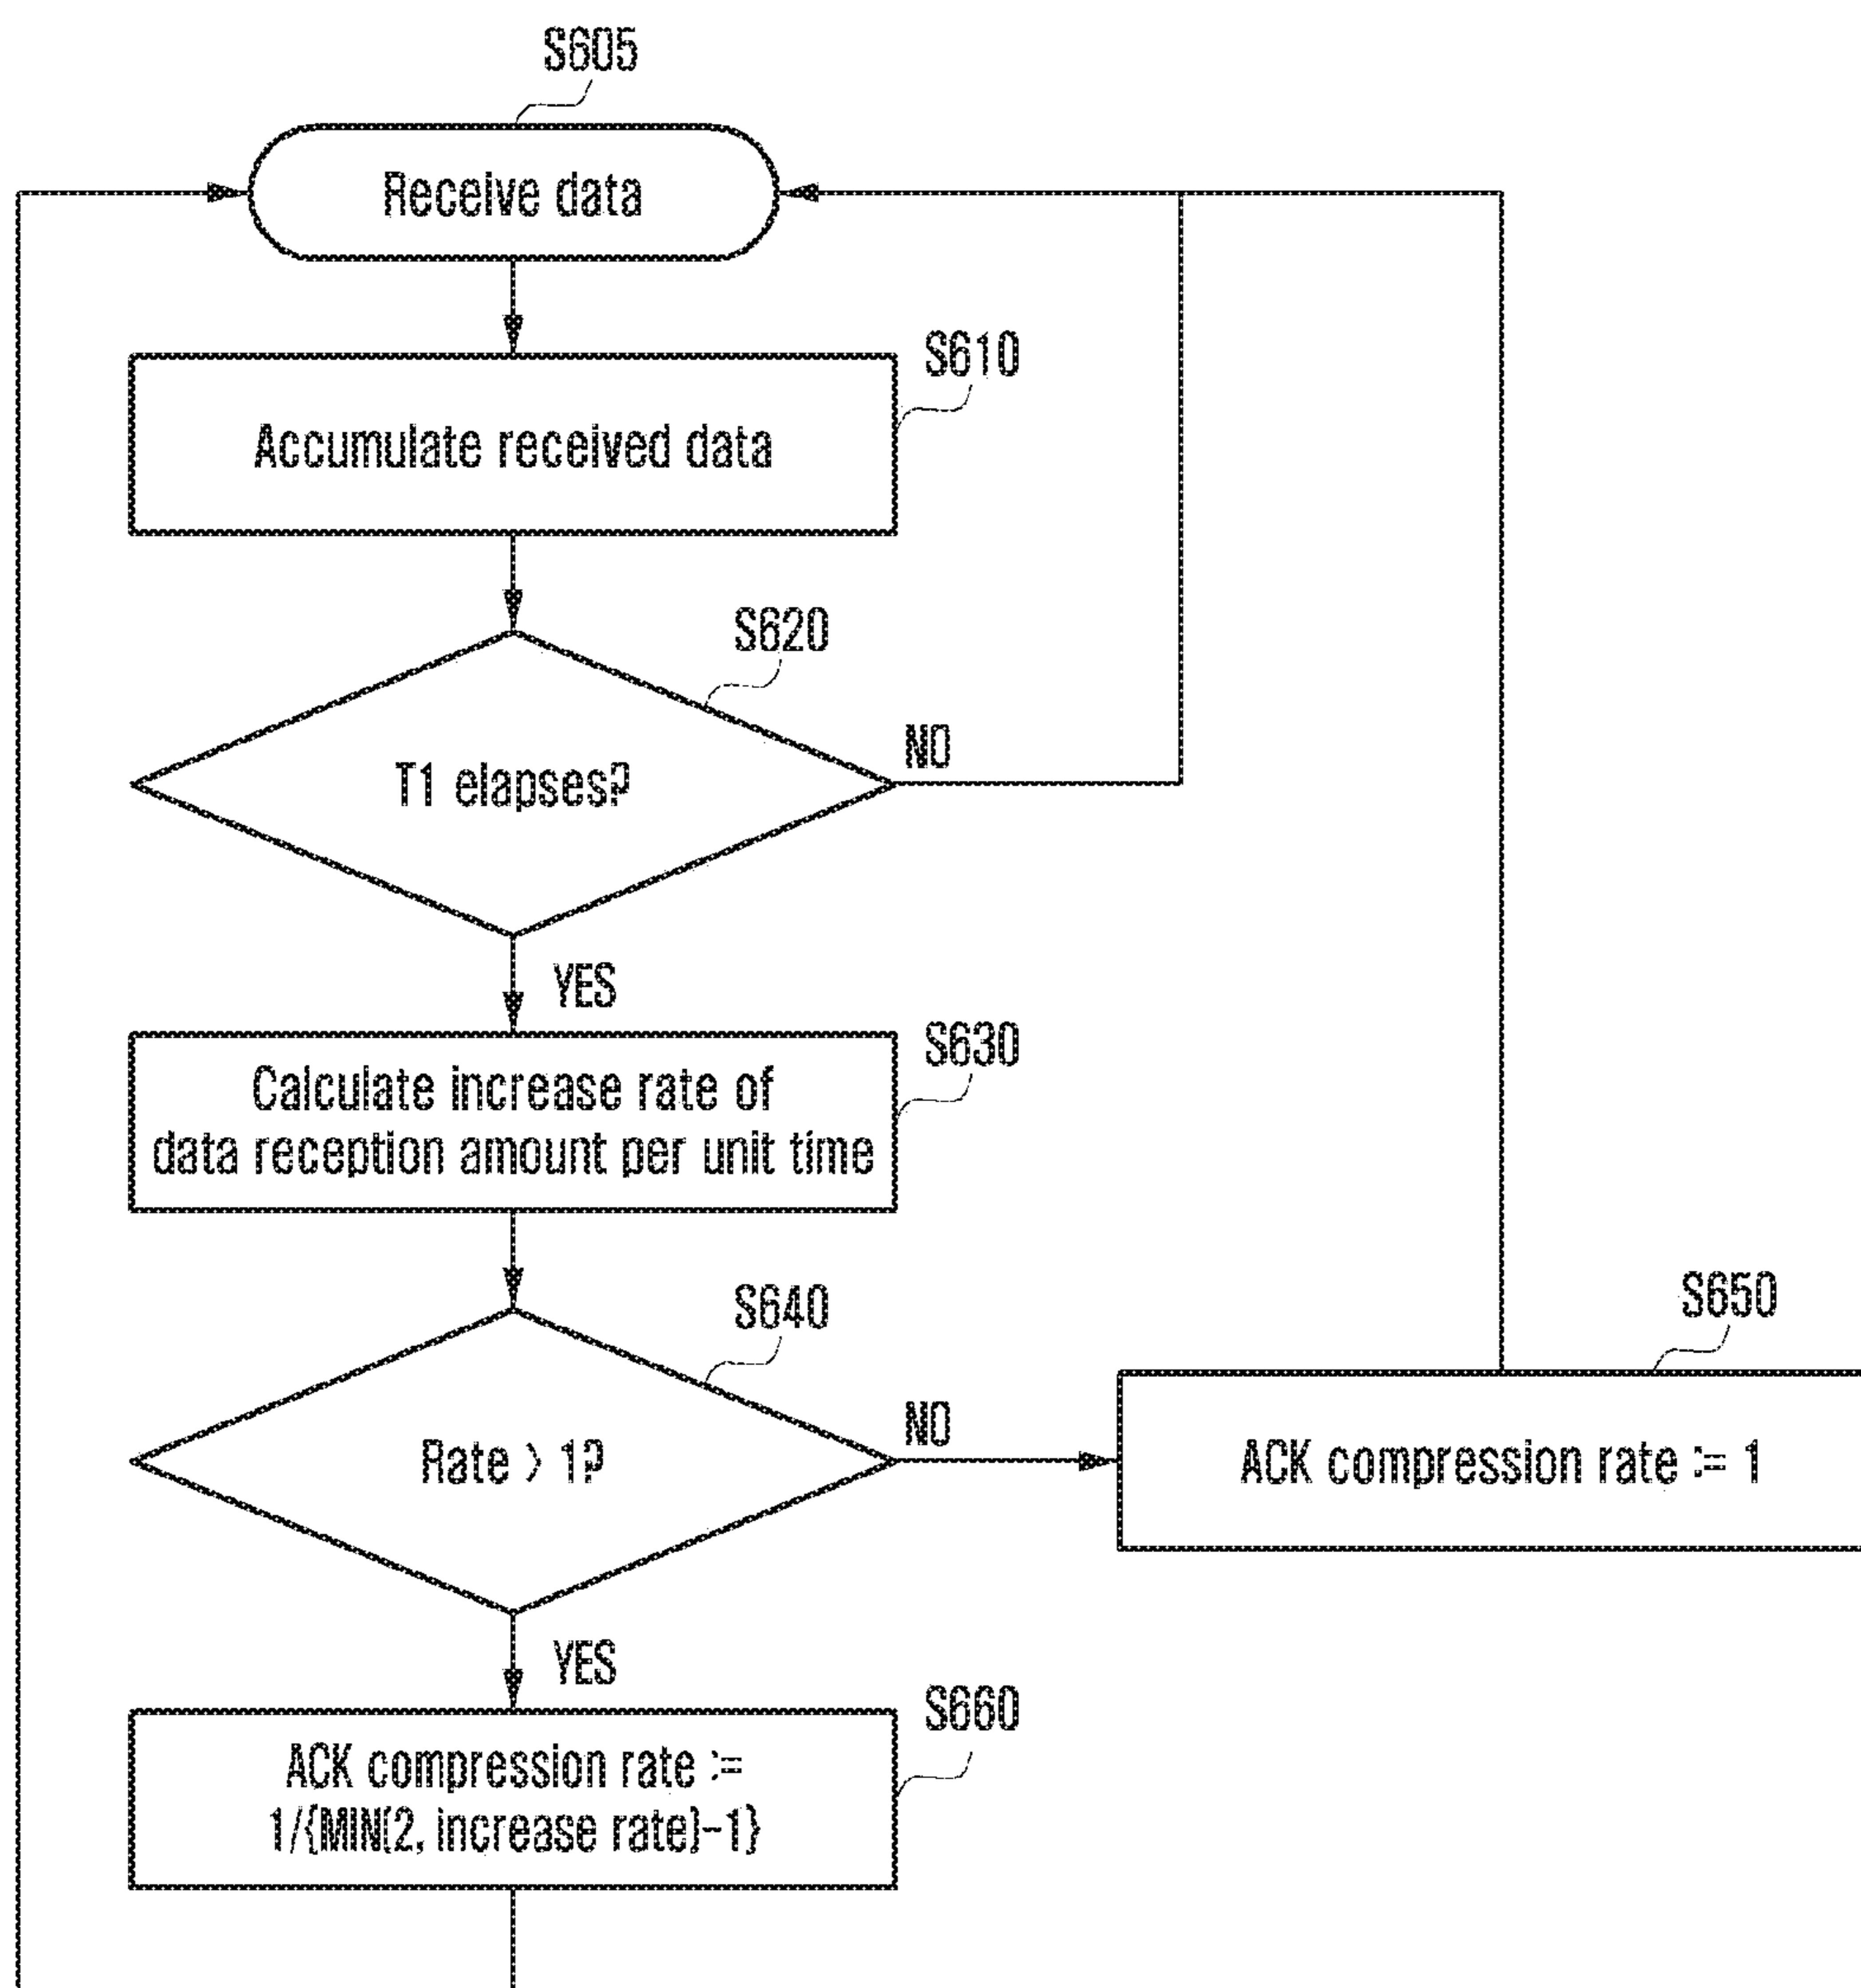 S605
Receive data
S610
Accumulate received data
S620
T1 elapses?
NO
YES
S630
Calculate increase rate of
data reception amount per unit time
S640
Rate > 1?
NO
S650
ACK compression rate := 1
YES
S660
ACK compression rate :=
1/{MIN(2, increase rate)-1}